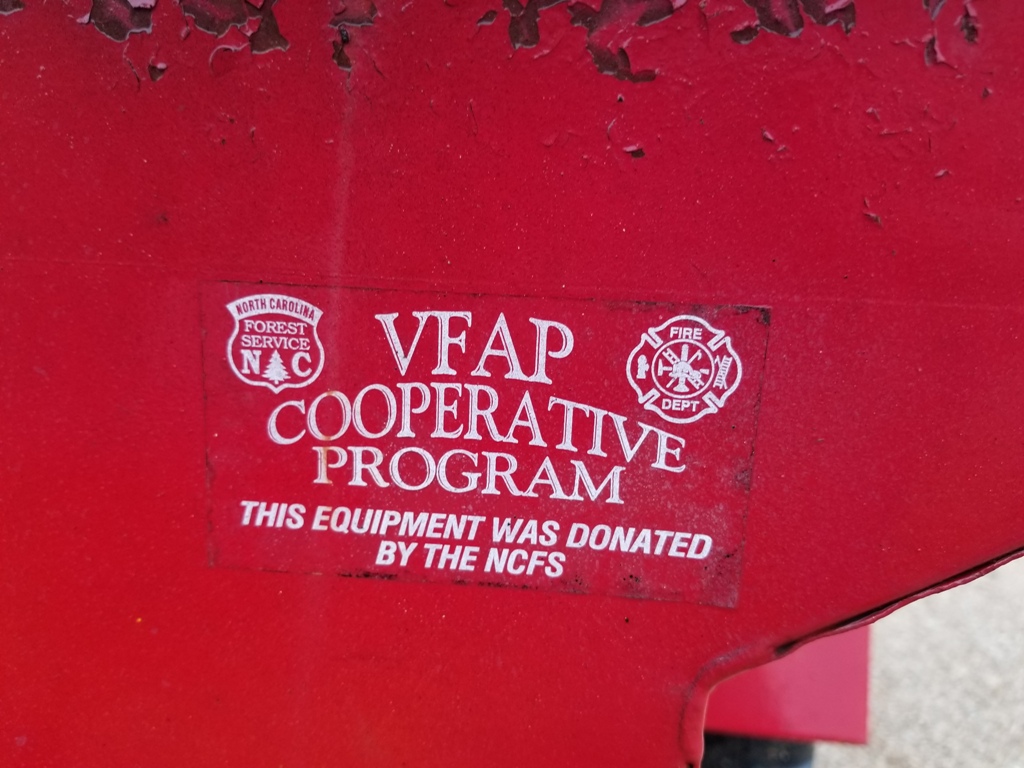 NORTH CAROLINA
FOREST
SERVICE
N C
VFAP
COOPERATIVE
PROGRAM
FIRE
DEPT
THIS EQUIPMENT WAS DONATED
BY THE NCFS